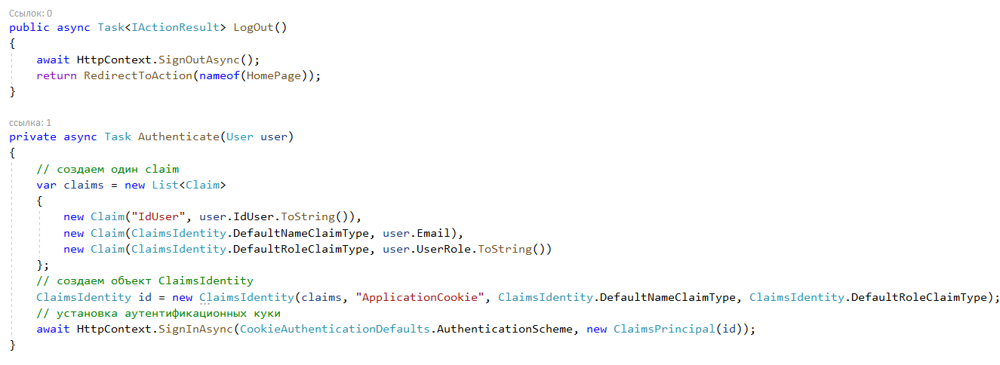 Ссылок: 0
public async Task<IActionResult> LogOut()
{
    await HttpContext.SignOutAsync();
    return RedirectToAction(nameof(HomePage));
}
ссылка: 1
private async Task Authenticate(User user)
{
    // создаем один claim
    var claims = new List<Claim>
    {
        new Claim("IdUser", user.IdUser.ToString()),
        new Claim(ClaimsIdentity.DefaultNameClaimType, user.Email),
        new Claim(ClaimsIdentity.DefaultRoleClaimType, user.UserRole.ToString())
    };
    // создаем объект ClaimsIdentity
    ClaimsIdentity id = new ClaimsIdentity(claims, "ApplicationCookie", ClaimsIdentity.DefaultNameClaimType, ClaimsIdentity.DefaultRoleClaimType);
    // установка аутентификационных куки
    await HttpContext.SignInAsync(CookieAuthenticationDefaults.AuthenticationScheme, new ClaimsPrincipal(id));
}